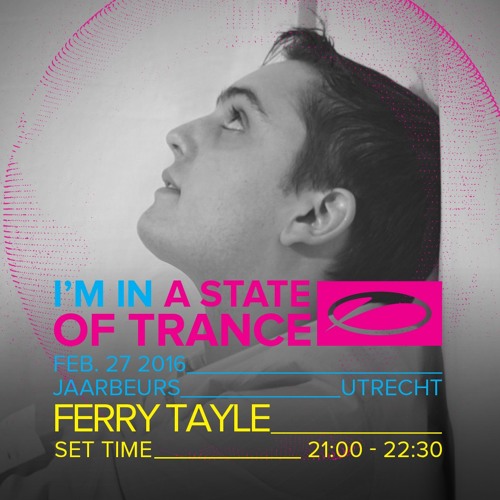 I'M IN A STATE
OF TRANCE
FEB. 27 2016
JAARBEURS UTRECHT
FERRY TAYLE
SET TIME 21:00 - 22:30